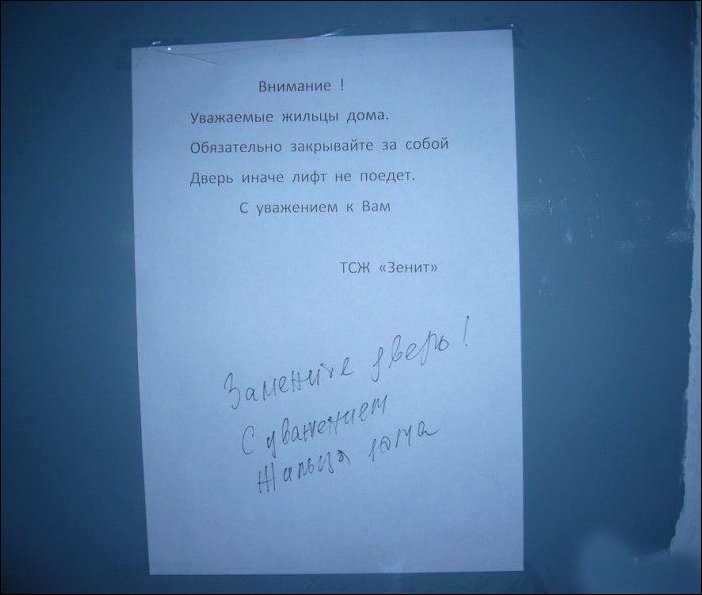 Внимание !
Уважаемые жильцы дома.
Обязательно закрывайте за собой
Дверь иначе лифт не поедет.
С уважением к Вам
ТСЖ «Зенит»
Замените дверь!
С уважением
Жильцы дома